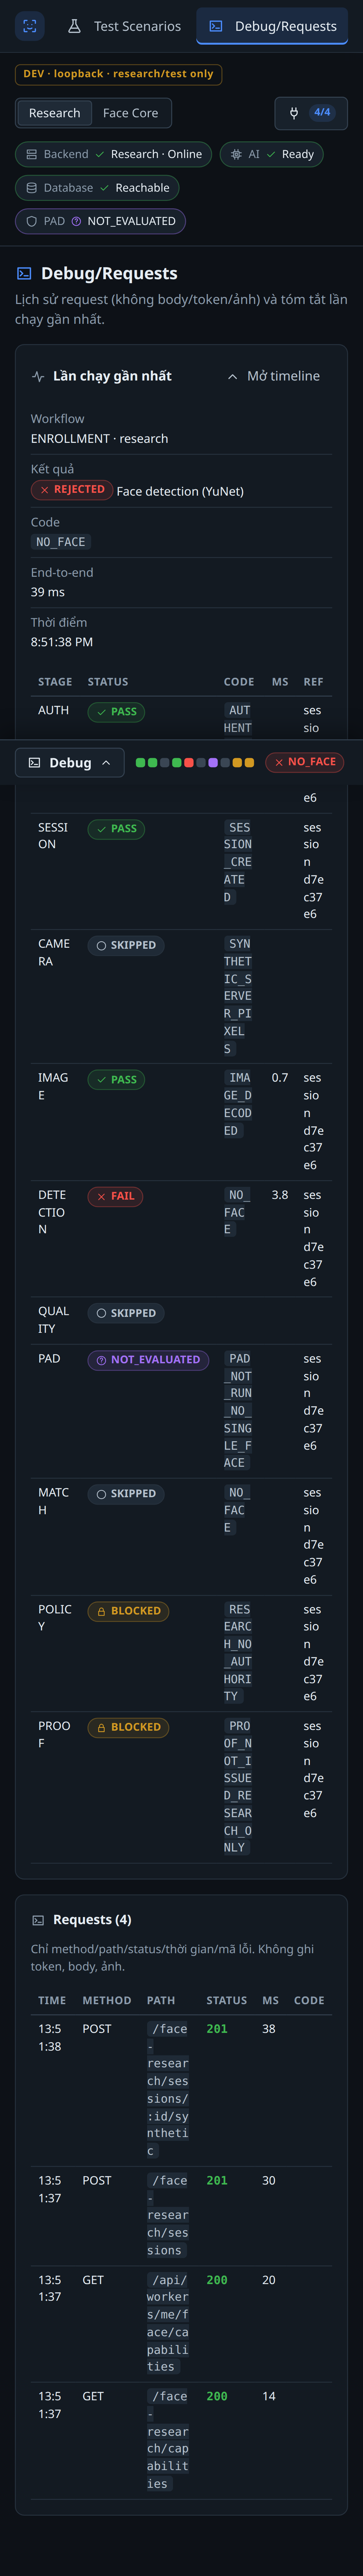 Test Scenarios
Debug/Requests
DEV · loopback · research/test only
Research
Face Core
4/4
Backend ✓ Research · Online
AI ✓ Ready
Database ✓ Reachable
PAD NOT_EVALUATED
Debug/Requests
Lịch sử request (không body/token/ảnh) và tóm tắt lần
chạy gần nhất.
Lần chạy gần nhất
Mở timeline
Workflow
ENROLLMENT · research
Kết quả
REJECTED Face detection (YuNet)
Code
NO_FACE
End-to-end
39 ms
Thời điểm
8:51:38 PM
STAGE STATUS CODE MS REF
AUTH PASS AUT ses
HENT sio
Debug
NO_FACE
e6
SESSI PASS SES ses
ON SION sio
_CRE n
ATE d7e
D c37
e6
CAME SKIPPED SYN
RA THET
IC_S
ERVE
R_PI
XEL
S
IMAG PASS IMA 0.7 ses
E GE_D sio
ECOD n
ED d7e
c37
e6
DETE FAIL NO_ 3.8 ses
CTIO FAC sio
N E n
d7e
c37
e6
QUAL SKIPPED
ITY
PAD NOT_EVALUATED PAD ses
_NOT sio
_RUN n
_NO_ d7e
SING c37
LE_F e6
ACE
MATC SKIPPED NO_ ses
H FAC sio
E n
d7e
c37
e6
POLIC BLOCKED RES ses
Y EARC sio
H_NO n
_AUT d7e
HORI c37
TY e6
PROO BLOCKED PRO ses
F OF_N sio
OT_I n
SSUE d7e
D_RE c37
SEAR e6
CH_O
NLY
Requests (4)
Chỉ method/path/status/thời gian/mã lỗi. Không ghi
token, body, ảnh.
TIME METHOD PATH STATUS MS CODE
13:5 POST /face 201 38
1:38 -
resear
ch/ses
sions/
:id/sy
ntheti
c
13:5 POST /face 201 30
1:37 -
resear
ch/ses
sions
13:5 GET /api/ 200 20
1:37 worker
s/me/f
ace/ca
pabili
ties
13:5 GET /face 200 14
1:37 -
resear
ch/cap
abilit
ies